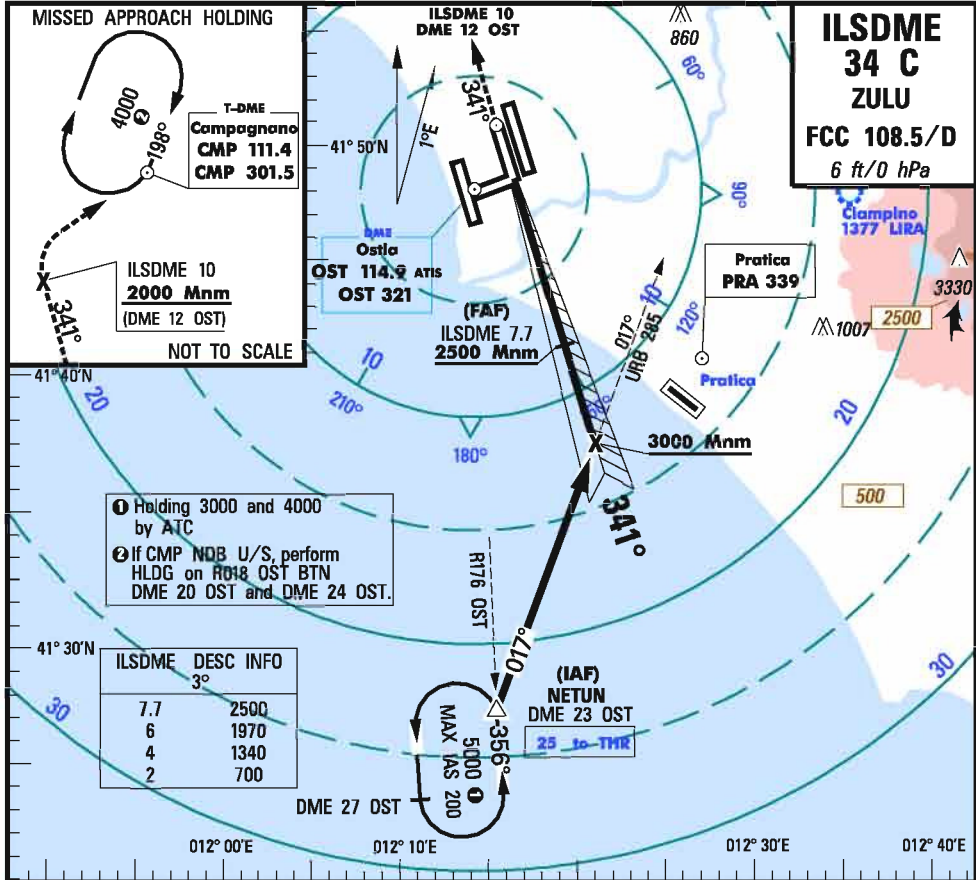 MISSED APPROACH HOLDING
4000
2
198°
T-DME
Campagnano
CMP 111.4
CMP 301.5
ILSDME 10
2000 Mnm
(DME 12 OST)
341°
NOT TO SCALE
ILSDME 10
DME 12 OST
341°
1°E
860
60°
ILSDME
34 C
ZULU
FCC 108.5/D
6 ft/0 hPa
41° 50'N
90°
Ciampino
1377 LIRA
DME
Ostia
OST 114.9 ATIS
OST 321
Pratica
PRA 339
3330
2500
1007
(FAF)
ILSDME 7.7
2500 Mnm
017°
URB 285
10
120°
Pratica
41° 40'N
20
10
210°
180°
3000 Mnm
20
341°
500
1 Holding 3000 and 4000
by ATC
2 If CMP NDB U/S, perform
HLDG on R018 OST BTN
DME 20 OST and DME 24 OST.
R176 OST
017°
41° 30'N
ILSDME DESC INFO
3°
7.7 2500
6 1970
4 1340
2 700
30
30
(IAF)
NETUN
DME 23 OST
25 to TMR
356°
5000 1
MAX IAS 200
DME 27 OST
012° 00'E
012° 10'E
012° 30'E
012° 40'E